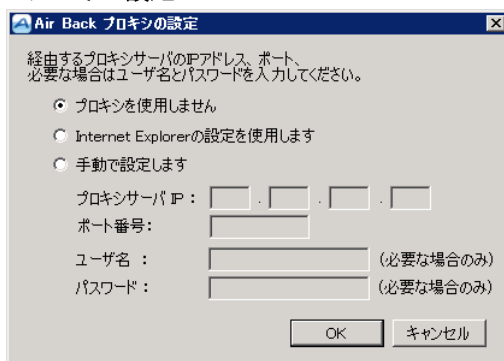 Air Back プロキシの設定
経由するプロキシサーバのIPアドレス、ポート、
必要な場合はユーザ名とパスワードを入力してください。
プロキシを使用しません
Internet Explorerの設定を使用します
手動で設定します
プロキシサーバ IP : . . .
ポート番号:
ユーザ名 : (必要な場合のみ)
パスワード : (必要な場合のみ)
OK キャンセル